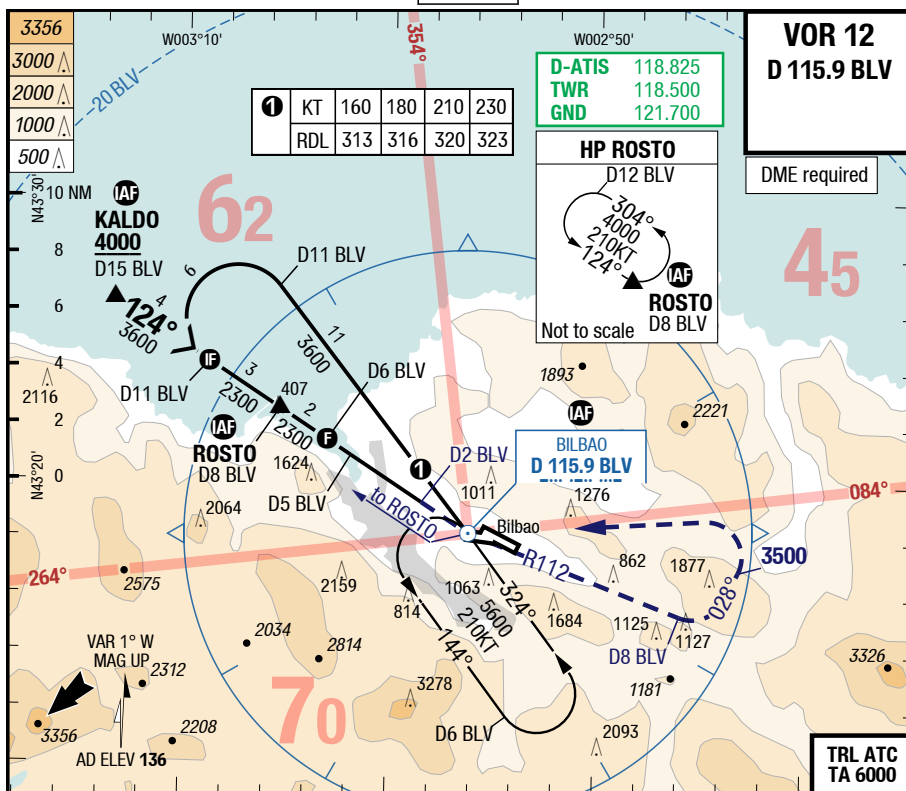 3356
3000
2000
1000
500
W003°10'
354°
W002°50'
20 BLV
VOR 12
D 115.9 BLV
D-ATIS 118.825
TWR 118.500
GND 121.700
1 KT 160 180 210 230
RDL 313 316 320 323
DME required
HP ROSTO
D12 BLV
304°
4000
210KT
124°
IAF
ROSTO
D8 BLV
Not to scale
N43°30'
10 NM
8
6
4
2
0
N43°20'
IAF
KALDO
4000
D15 BLV
62
45
D11 BLV
6
4
124°
3600
11
3600
IF
D11 BLV
3
2300
407
2
2300
D6 BLV
F
IAF
ROSTO
D8 BLV
D5 BLV
1893
2221
IAF
BILBAO
D 115.9 BLV
2116
1624
2064
1
D2 BLV
1011
1276
084°
to ROSTO
Bilbao
R112
862
1877
3500
028°
264°
2575
2159
814
1063
5600
210KT
324°
144°
1684
1125
1127
D8 BLV
2034
2814
VAR 1° W
MAG UP
2312
3278
1181
3326
3356
70
D6 BLV
2093
2208
AD ELEV 136
TRL ATC
TA 6000